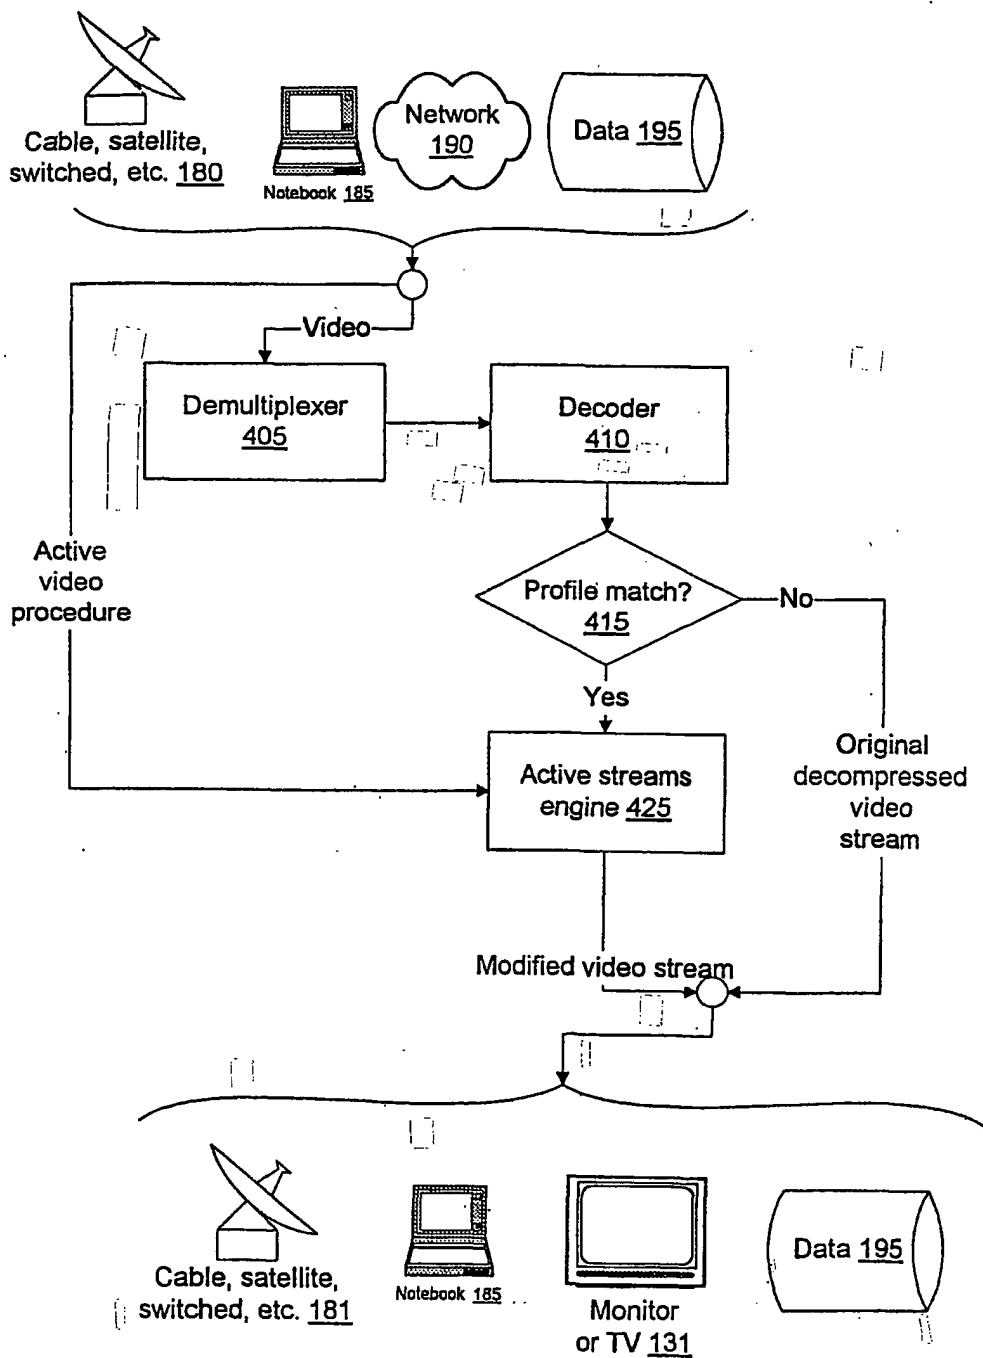 Cable, satellite,
switched, etc. 180
Notebook 185
Network
190
Data 195
Video
Demultiplexer
405
Decoder
410
Active
video
procedure
Profile match?
415
No
Yes
Active streams
engine 425
Original
decompressed
video
stream
Modified video stream
Cable, satellite,
switched, etc. 181
Notebook 185
Monitor
or TV 131
Data 195